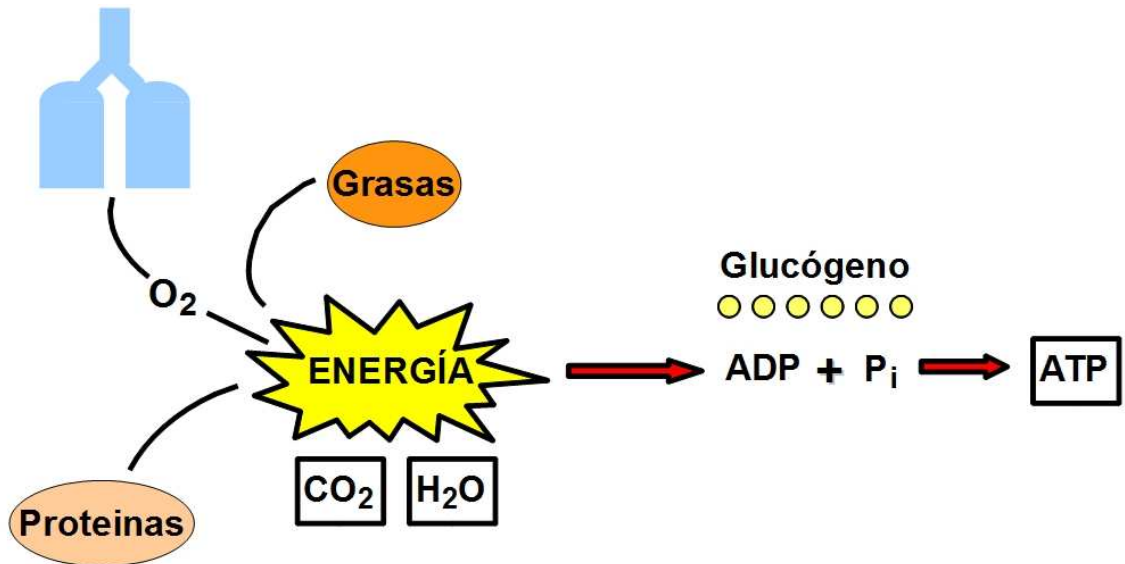 Grasas
Glucógeno
O2
ENERGÍA
ADP + Pi
ATP
CO2
H2O
Proteinas